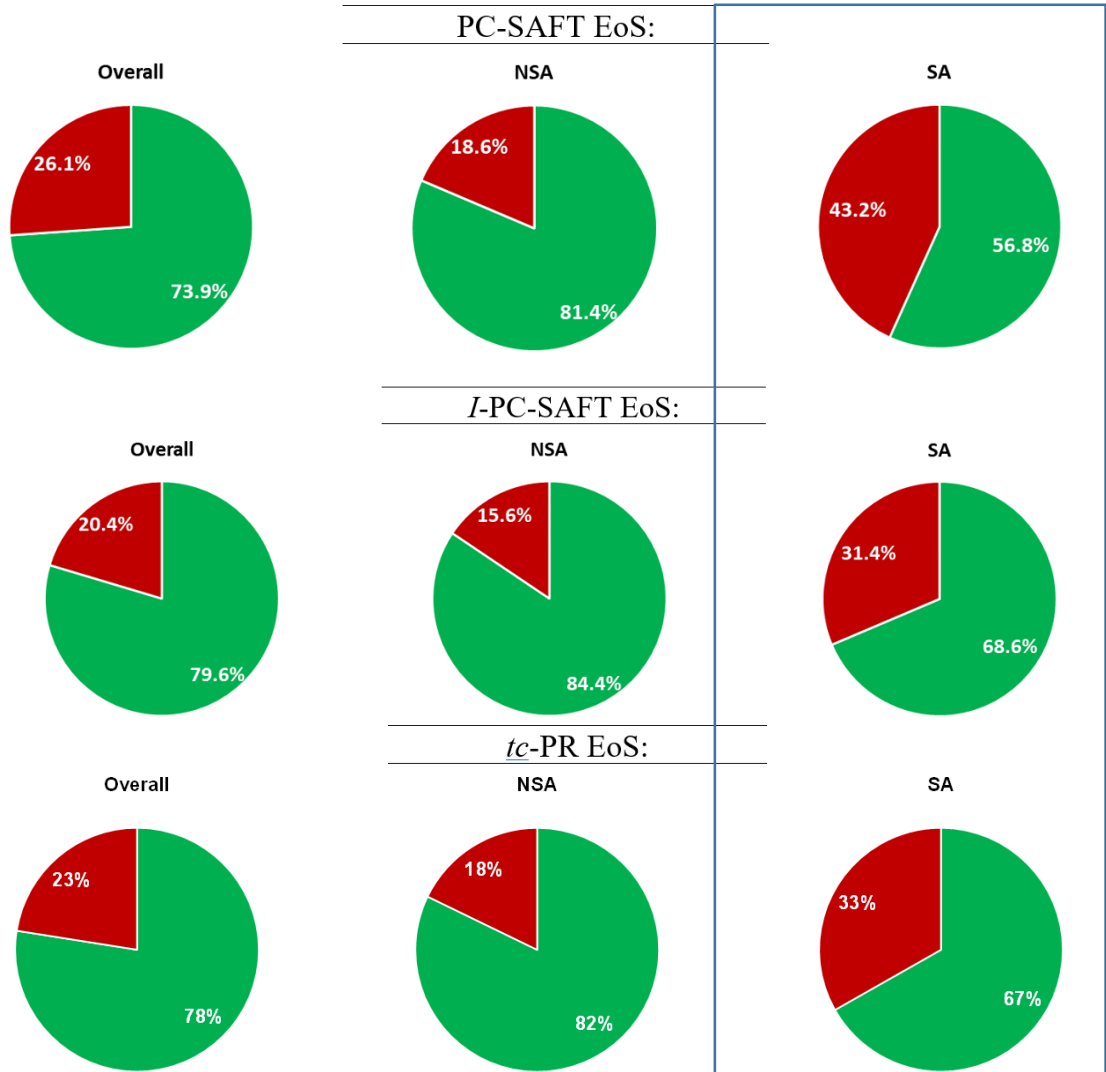 PC-SAFT EoS:
Overall
NSA
SA
26.1%
73.9%
18.6%
81.4%
43.2%
56.8%
I-PC-SAFT EoS:
Overall
NSA
SA
20.4%
79.6%
15.6%
84.4%
31.4%
68.6%
tc-PR EoS:
Overall
NSA
SA
23%
78%
18%
82%
33%
67%